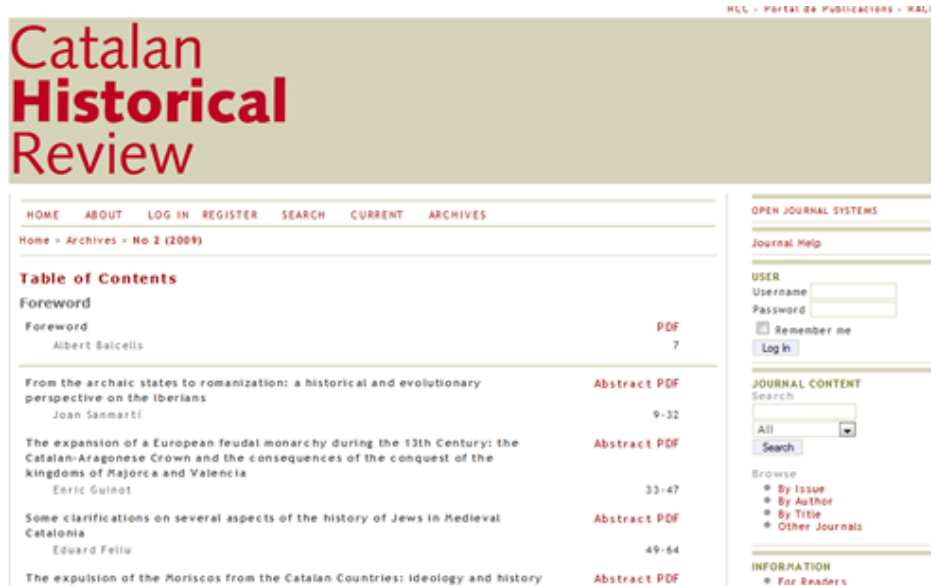 HCC - Portal de Publicacions - RACO
Catalan
Historical
Review
HOME ABOUT LOG IN REGISTER SEARCH CURRENT ARCHIVES
Home > Archives > No 2 (2009)
Table of Contents
Foreword
Foreword PDF
Albert Balcells 7
From the archaic states to romanization: a historical and evolutionary Abstract PDF
perspective on the Iberians
Joan Sanmartí 9-32
The expansion of a European feudal monarchy during the 13th Century: the Abstract PDF
Catalan-Aragonese Crown and the consequences of the conquest of the
kingdoms of Majorca and Valencia
Enric Guinot 33-47
Some clarifications on several aspects of the history of Jews in Medieval Abstract PDF
Catalonia
Eduard Feliu 49-64
The expulsion of the Moriscos from the Catalan Countries: ideology and history Abstract PDF
OPEN JOURNAL SYSTEMS
Journal Help
USER
Username
Password
Remember me
Log In
JOURNAL CONTENT
Search
All
Search
Browse
By Issue
By Author
By Title
Other Journals
INFORMATION
For Readers